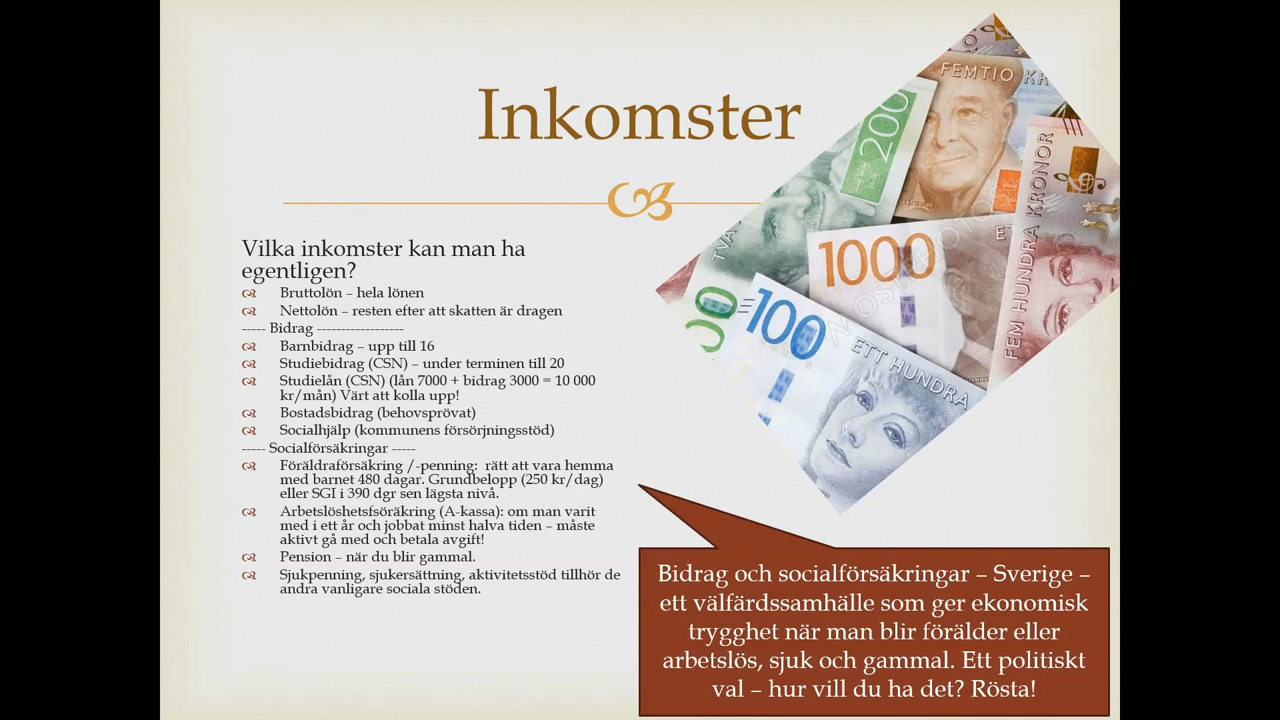 Inkomster
Vilka inkomster kan man ha
egentligen?
Bruttolön – hela lönen
Nettolön – resten efter att skatten är dragen
----- Bidrag ------------------
Barnbidrag – upp till 16
Studiebidrag (CSN) – under terminen till 20
Studielån (CSN) (lån 7000 + bidrag 3000 = 10 000
kr/mån) Värt att kolla upp!
Bostadsbidrag (behovsprövat)
Socialhjälp (kommunens försörjningsstöd)
----- Socialförsäkringar -----
Föräldraförsäkring /-penning: rätt att vara hemma
med barnet 480 dagar. Grundbelopp (250 kr/dag)
eller SGI i 390 dgr sen lägsta nivå.
Arbetslöshetsfsöräkring (A-kassa): om man varit
med i ett år och jobbat minst halva tiden – måste
aktivt gå med och betala avgift!
Pension – när du blir gammal.
Sjukpenning, sjukersättning, aktivitetsstöd tillhör de
andra vanligare sociala stöden.
FEMTIO KR
200
TVÅ
1000
ET
FEM HUNDRA KRONOR
00
100
ETT HUNDRA
Bidrag och socialförsäkringar – Sverige –
ett välfärdssamhälle som ger ekonomisk
trygghet när man blir förälder eller
arbetslös, sjuk och gammal. Ett politiskt
val – hur vill du ha det? Rösta!